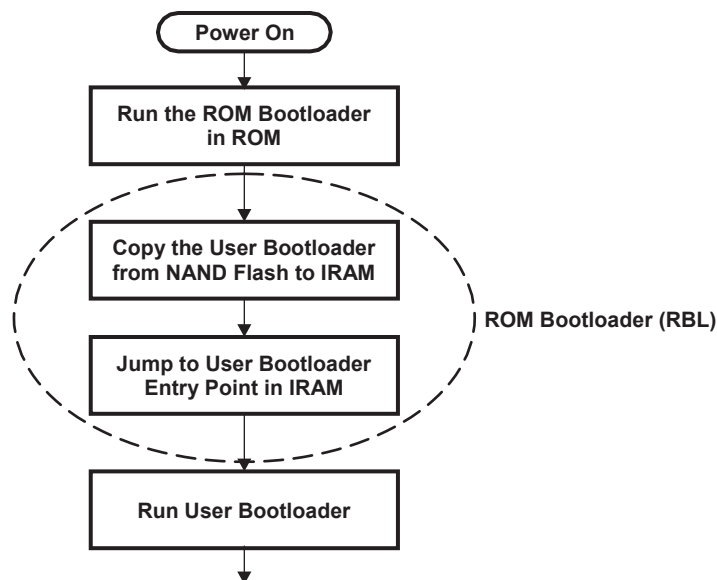 Power On
Run the ROM Bootloader
in ROM
Copy the User Bootloader
from NAND Flash to IRAM
ROM Bootloader (RBL)
Jump to User Bootloader
Entry Point in IRAM
Run User Bootloader